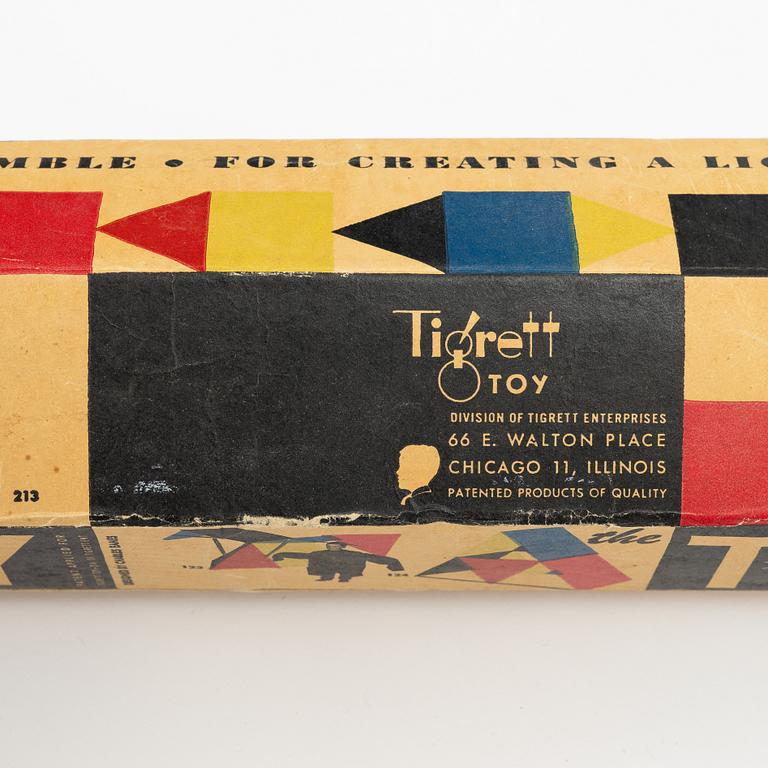 MBLE • FOR CREATING A LIG
Tigrett
TOY
DIVISION OF TIGRETT ENTERPRISES
66 E. WALTON PLACE
CHICAGO 11, ILLINOIS
PATENTED PRODUCTS OF QUALITY
213
the
T